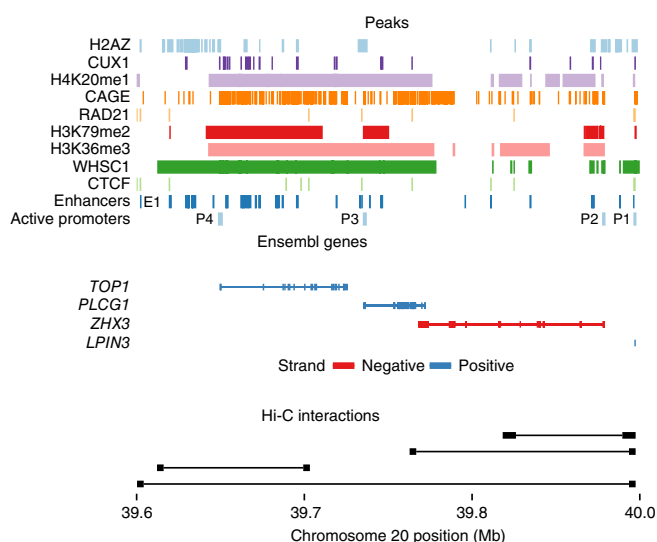 Peaks
H2AZ
CUX1
H4K20me1
CAGE
RAD21
H3K79me2
H3K36me3
WHSC1
CTCF
Enhancers E1
Active promoters P4 P3 P2 P1
Ensembl genes
TOP1
PLCG1
ZHX3
LPIN3
Strand Negative Positive
Hi-C interactions
39.6 39.7 39.8 40.0
Chromosome 20 position (Mb)